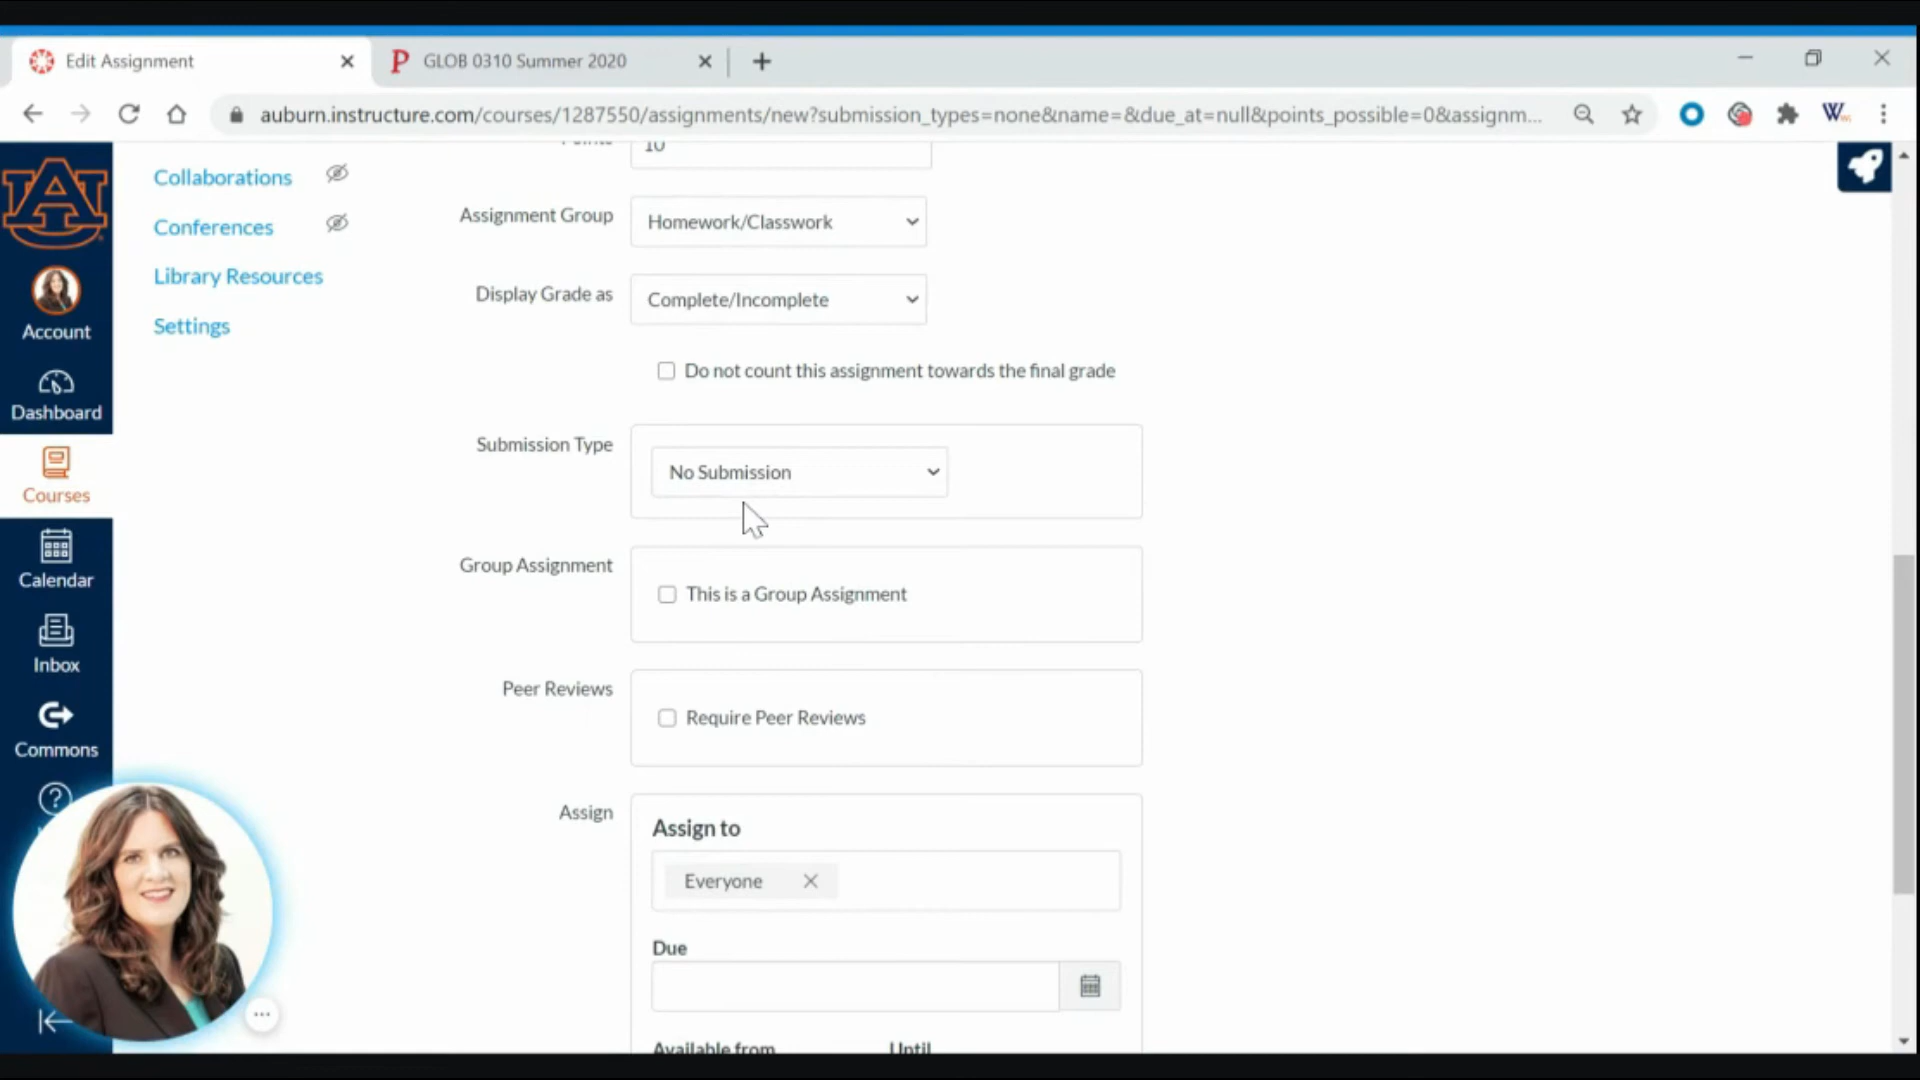 Edit Assignment
GLOB 0310 Summer 2020
auburn.instructure.com/courses/1287550/assignments/new?submission_types=none&name=&due_at=null&points_possible=0&assignm...
Collaborations
Conferences
Library Resources
Settings
Account
Dashboard
Courses
Calendar
Inbox
Commons
Points
10
Assignment Group
Homework/Classwork
Display Grade as
Complete/Incomplete
Do not count this assignment towards the final grade
Submission Type
No Submission
Group Assignment
This is a Group Assignment
Peer Reviews
Require Peer Reviews
Assign
Assign to
Everyone
Due
Available from
Until